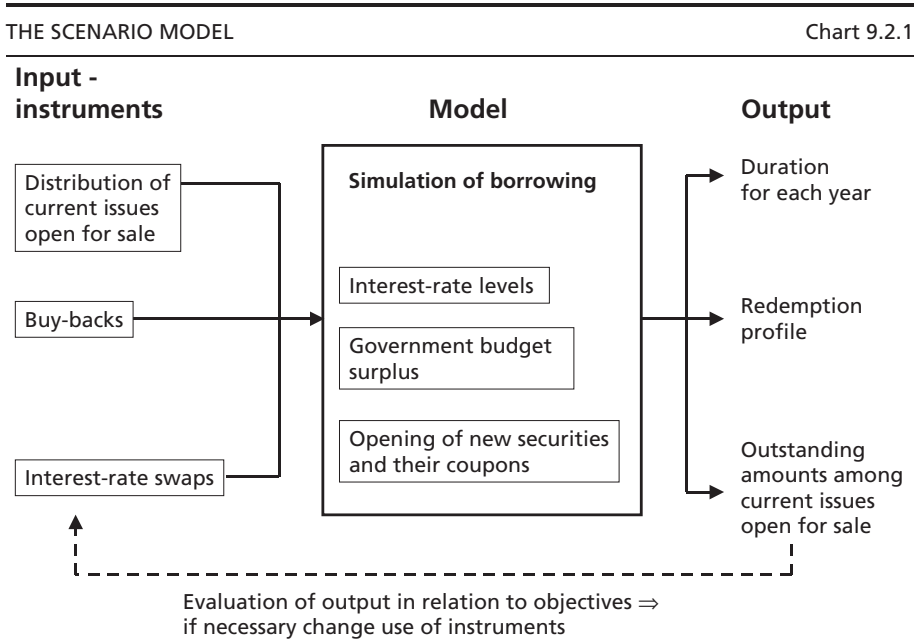 THE SCENARIO MODEL
Chart 9.2.1
Input -
instruments
Model
Output
Distribution of
current issues
open for sale
Buy-backs
Interest-rate swaps
Simulation of borrowing
Interest-rate levels
Government budget
surplus
Opening of new securities
and their coupons
Duration
for each year
Redemption
profile
Outstanding
amounts among
current issues
open for sale
Evaluation of output in relation to objectives ⇒
if necessary change use of instruments